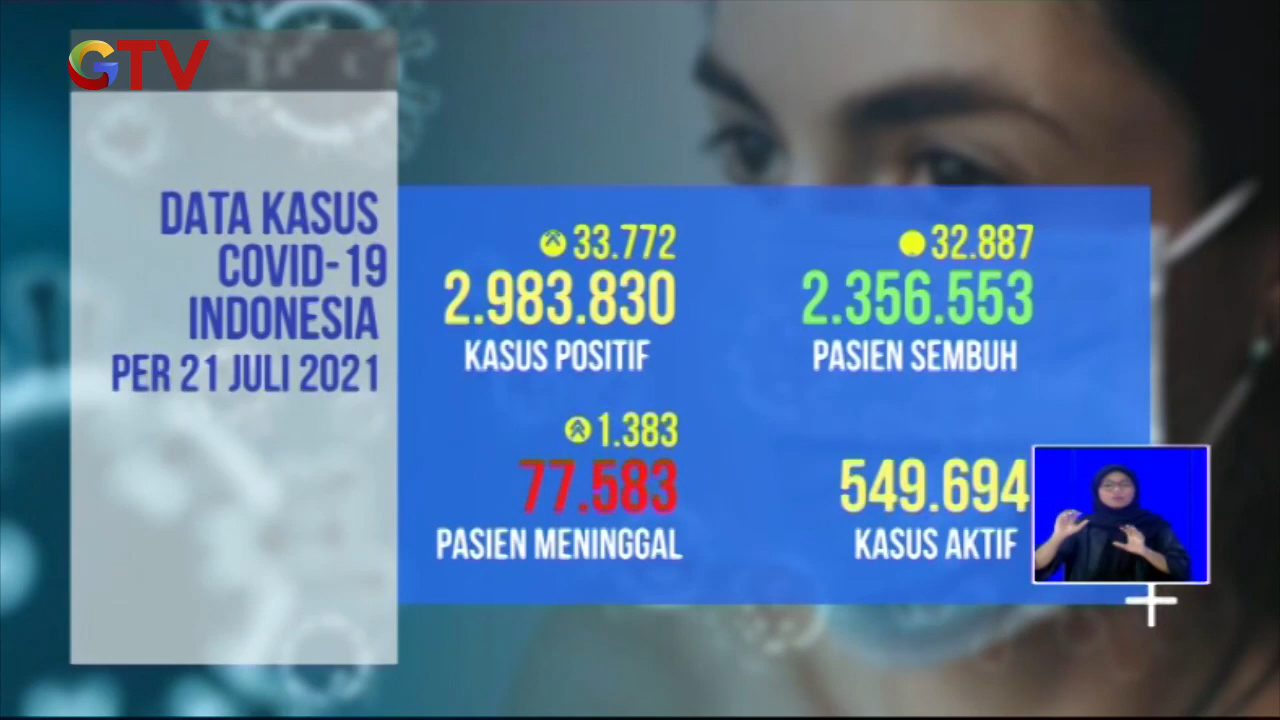 GTV
DATA KASUS
COVID-19
INDONESIA
PER 21 JULI 2021
33.772
2.983.830
KASUS POSITIF
32.887
2.356.553
PASIEN SEMBUH
1.383
77.583
PASIEN MENINGGAL
549.694
KASUS AKTIF